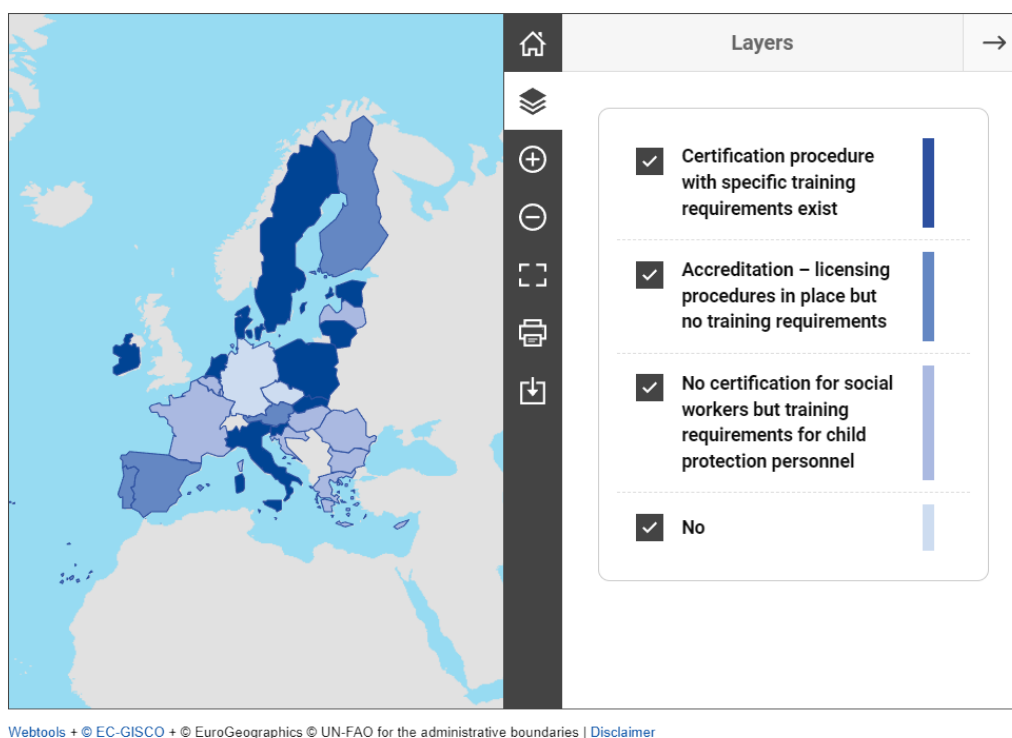 Layers
Certification procedure
with specific training
requirements exist
Accreditation – licensing
procedures in place but
no training requirements
No certification for social
workers but training
requirements for child
protection personnel
No
Webtools + © EC-GISCO + © EuroGeographics © UN-FAO for the administrative boundaries | Disclaimer